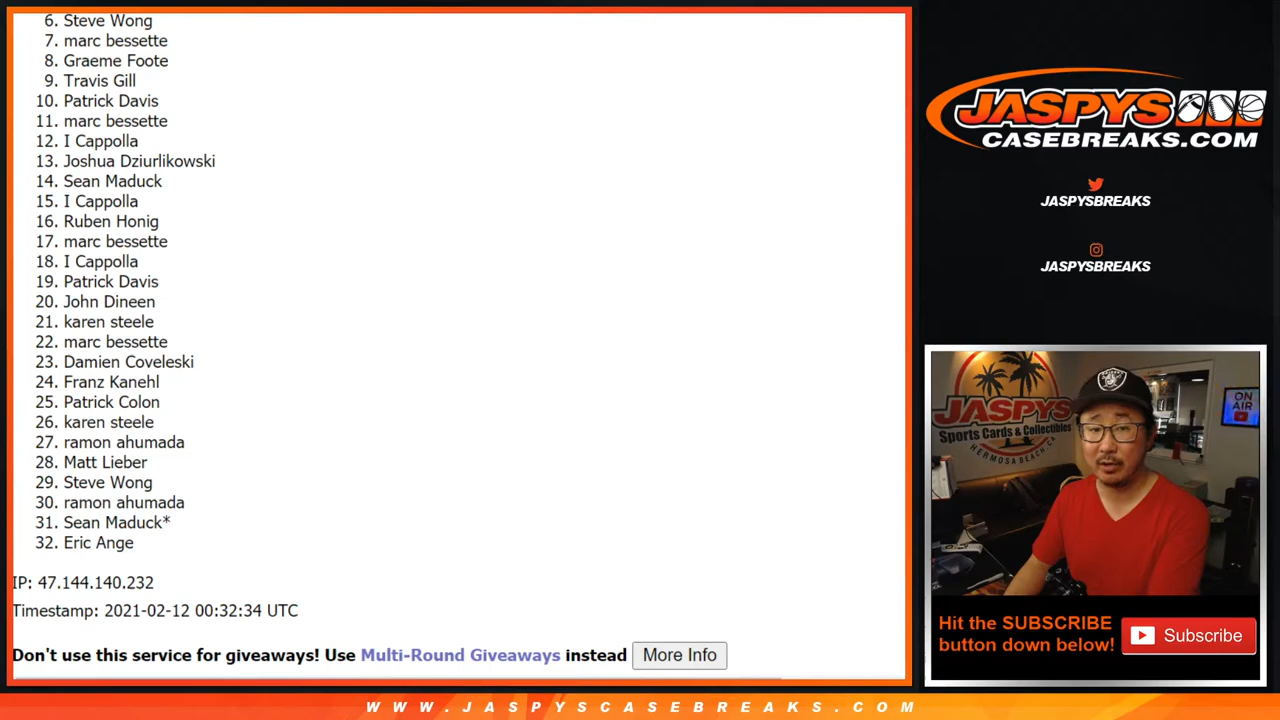 6. Steve Wong
7. marc bessette
8. Graeme Foote
9. Travis Gill
10. Patrick Davis
11. marc bessette
12. I Cappolla
13. Joshua Dziurlikowski
14. Sean Maduck
15. I Cappolla
16. Ruben Honig
17. marc bessette
18. I Cappolla
19. Patrick Davis
20. John Dineen
21. karen steele
22. marc bessette
23. Damien Coveleski
24. Franz Kanehl
25. Patrick Colon
26. karen steele
27. ramon ahumada
28. Matt Lieber
29. Steve Wong
30. ramon ahumada
31. Sean Maduck*
32. Eric Ange
IP: 47.144.140.232
Timestamp: 2021-02-12 00:32:34 UTC
Don't use this service for giveaways! Use Multi-Round Giveaways instead More Info
JASPYS
CASEBREAKS.COM
JASPYSBREAKS
JASPYSBREAKS
JASPYS
Sports Cards & Collectibles
HERMOSA BEACH, CA
ON
AIR
Hit the SUBSCRIBE
button down below!
Subscribe
WWW.JASPYSCASEBREAKS.COM